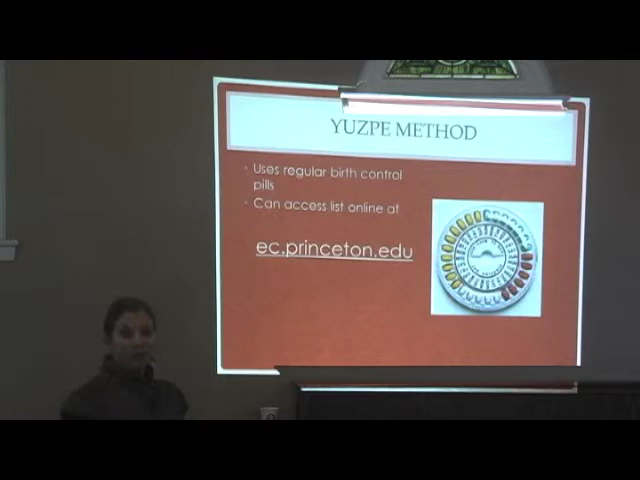 YUZPE METHOD
• Uses regular birth control
pills
• Can access list online at
ec.princeton.edu